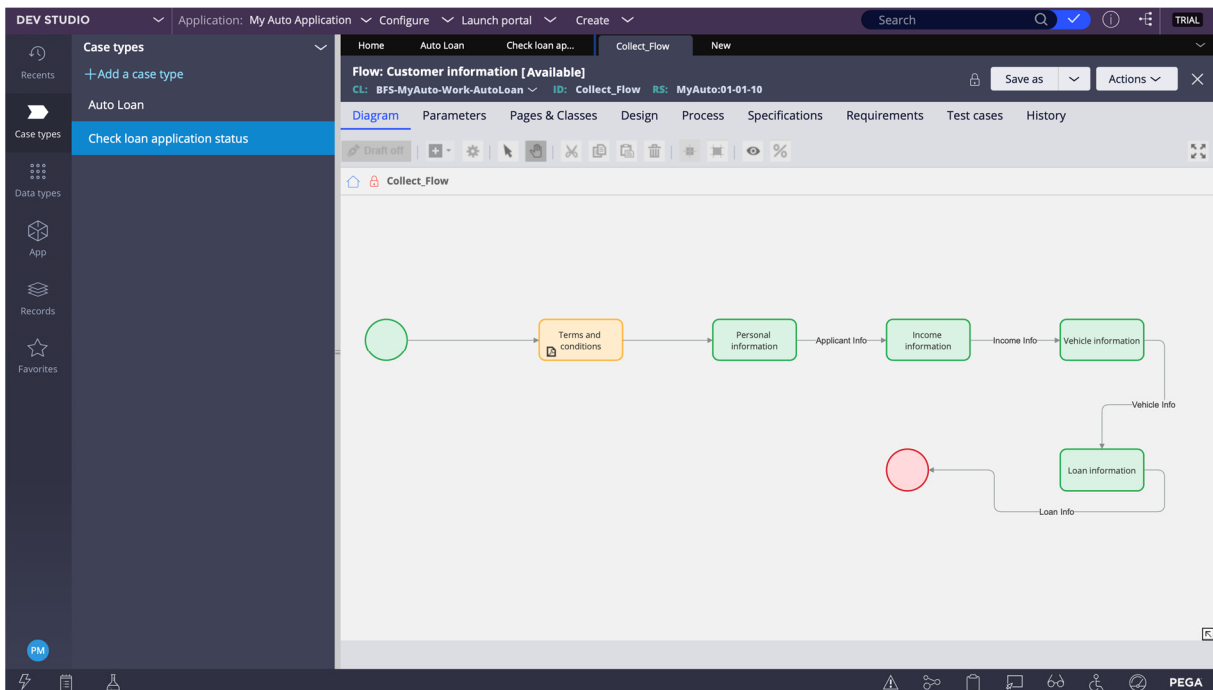 DEV STUDIO
Application: My Auto Application
Configure
Launch portal
Create
Search
TRIAL
Recents
Case types
Data types
App
Records
Favorites
PM
Case types
+Add a case type
Auto Loan
Check loan application status
Home
Auto Loan
Check loan ap...
Collect_Flow
New
Flow: Customer information [Available]
CL: BFS-MyAuto-Work-AutoLoan ID: Collect_Flow RS: MyAuto:01-01-10
Save as
Actions
Diagram
Parameters
Pages & Classes
Design
Process
Specifications
Requirements
Test cases
History
Draft off
Collect_Flow
Terms and
conditions
Personal
information
Applicant Info
Income
information
Income Info
Vehicle information
Vehicle Info
Loan information
Loan Info
PEGA